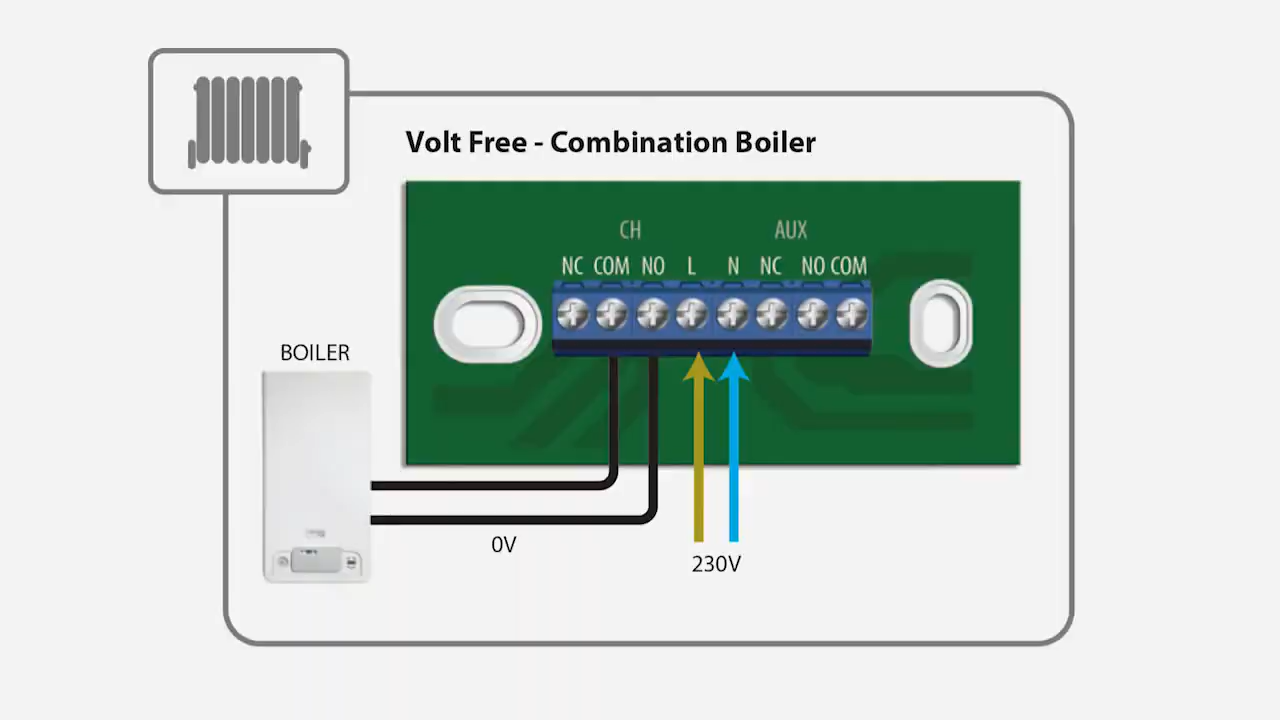 Volt Free - Combination Boiler
CH AUX
NC COM NO L N NC NO COM
BOILER
0V
230V